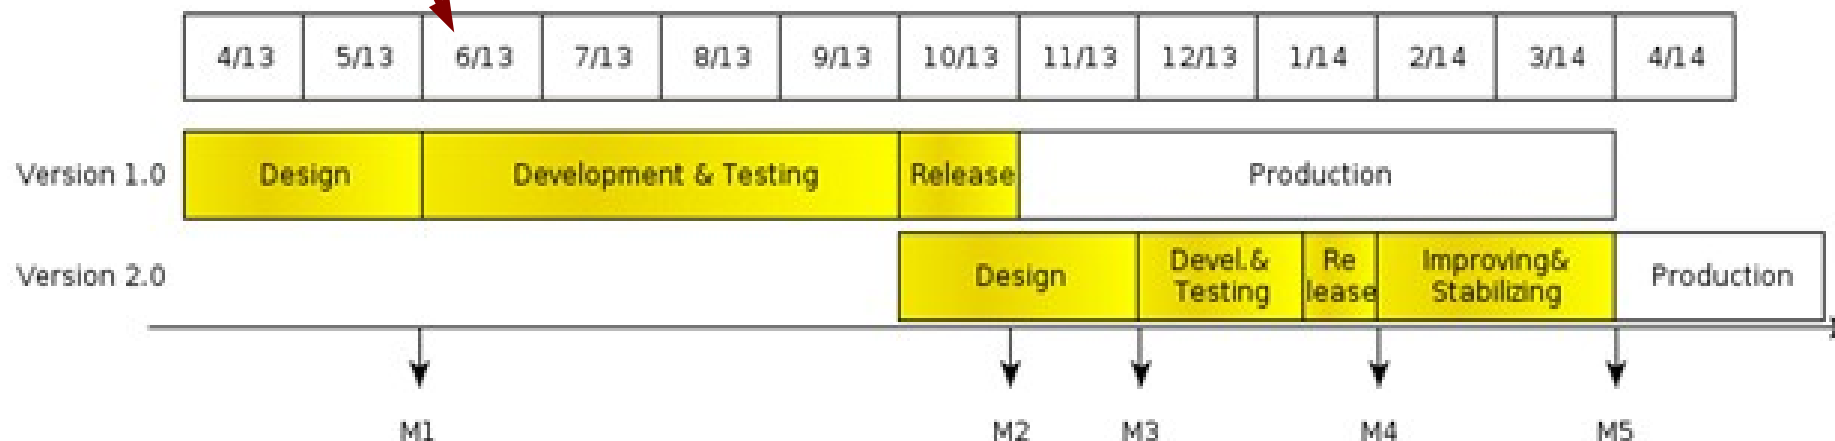 4/13 5/13 6/13 7/13 8/13 9/13 10/13 11/13 12/13 1/14 2/14 3/14 4/14
Version 1.0 Design Development & Testing Release Production
Version 2.0 Design
Devel.&
Testing
Re
lease
Improving&
Stabilizing
Production
M1 M2 M3 M4 M5